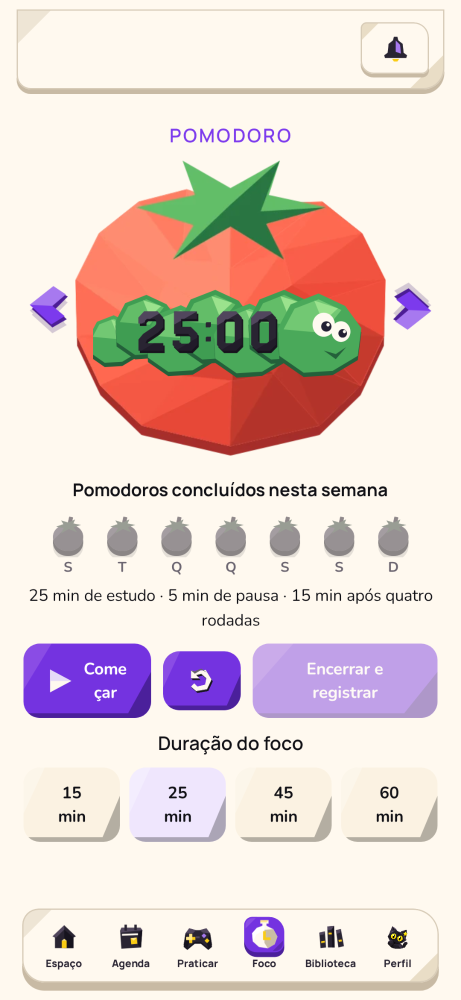 POMODORO
25:00
Pomodoros concluídos nesta semana
S T Q Q S S D
25 min de estudo · 5 min de pausa · 15 min após quatro
rodadas
Come
çar
Encerrar e
registrar
Duração do foco
15
min
25
min
45
min
60
min
Espaço Agenda Praticar Foco Biblioteca Perfil